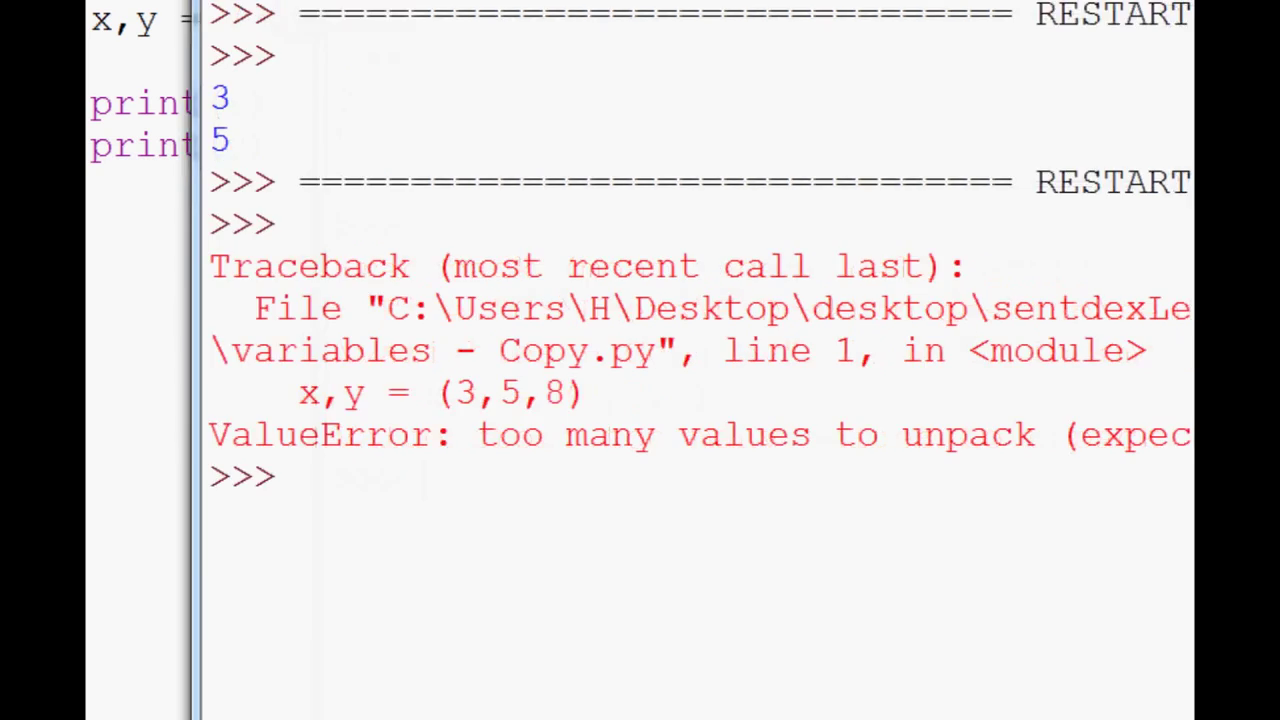 x,y =
print
print
>>> ================================ RESTART
>>>
3
5
>>> ================================ RESTART
>>>
Traceback (most recent call last):
  File "C:\Users\H\Desktop\desktop\sentdexLe
\variables - Copy.py", line 1, in <module>
    x,y = (3,5,8)
ValueError: too many values to unpack (expec
>>>